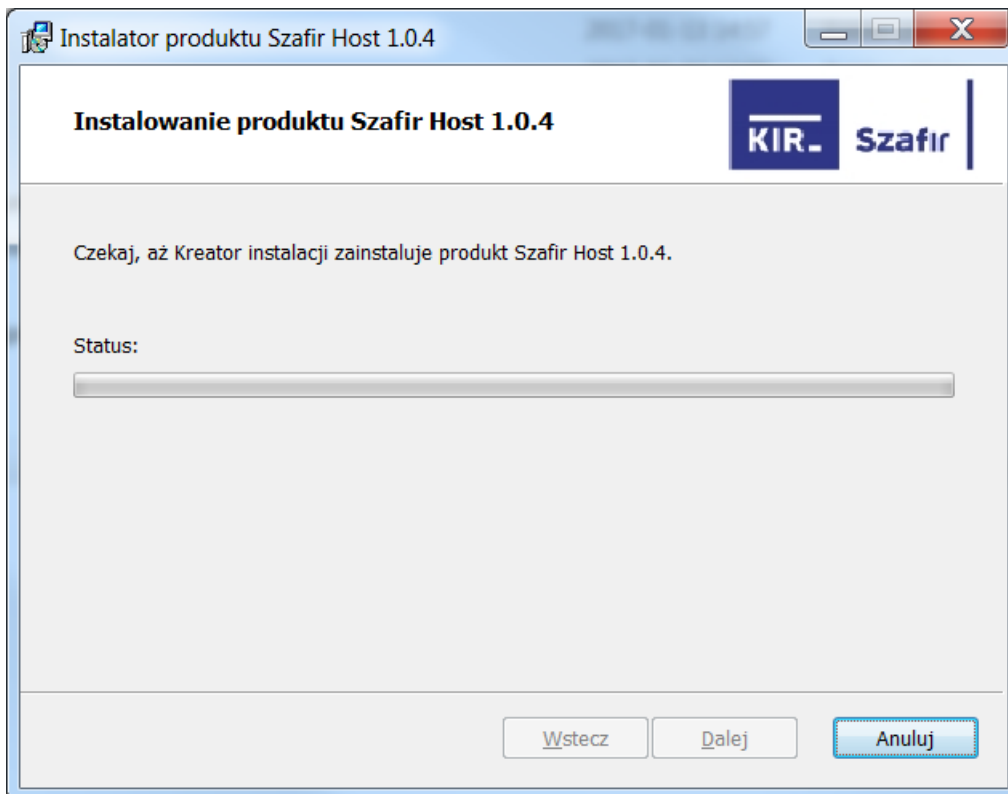 Instalator produktu Szafir Host 1.0.4
Instalowanie produktu Szafir Host 1.0.4
KIR Szafir
Czekaj, aż Kreator instalacji zainstaluje produkt Szafir Host 1.0.4.
Status:
Wstecz Dalej Anuluj